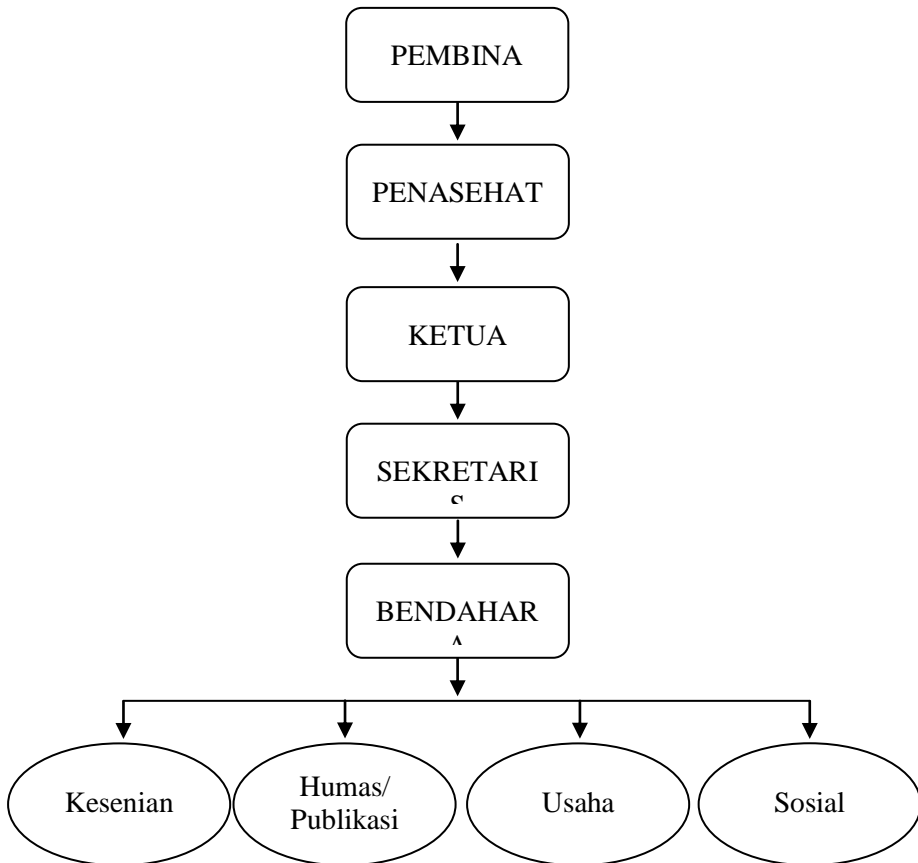 PEMBINA
PENASEHAT
KETUA
SEKRETARI
S
BENDAHAR
A
Kesenian
Humas/
Publikasi
Usaha
Sosial